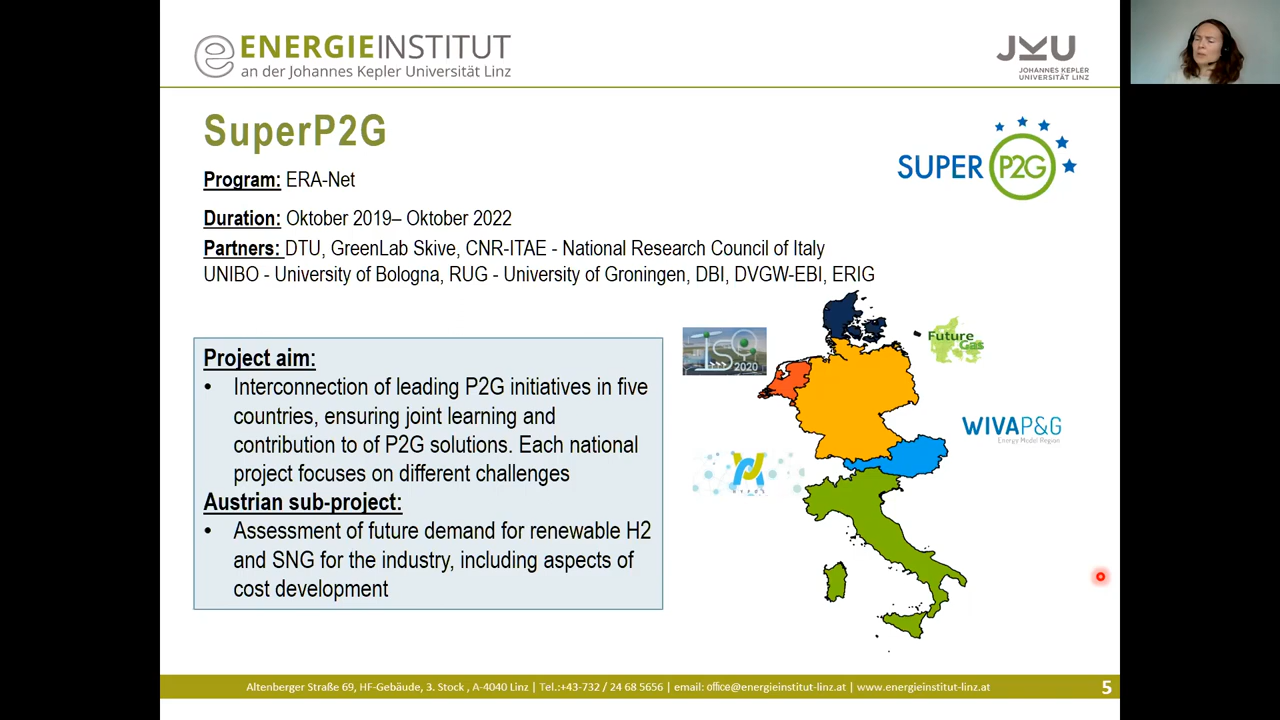 ENERGIEINSTITUT
an der Johannes Kepler Universität Linz
JKU
JOHANNES KEPLER
UNIVERSITÄT LINZ
SuperP2G
SUPER P2G
Program: ERA-Net
Duration: Oktober 2019– Oktober 2022
Partners: DTU, GreenLab Skive, CNR-ITAE - National Research Council of Italy
UNIBO - University of Bologna, RUG - University of Groningen, DBI, DVGW-EBI, ERIG
Project aim:
• Interconnection of leading P2G initiatives in five
countries, ensuring joint learning and
contribution to of P2G solutions. Each national
project focuses on different challenges
Austrian sub-project:
• Assessment of future demand for renewable H2
and SNG for the industry, including aspects of
cost development
2020
Future
Gas
WIVAP&G
Energy Model Region
Altenberger Straße 69, HF-Gebäude, 3. Stock , A-4040 Linz | Tel.:+43-732 / 24 68 5656 | email: office@energieinstitut-linz.at | www.energieinstitut-linz.at
5